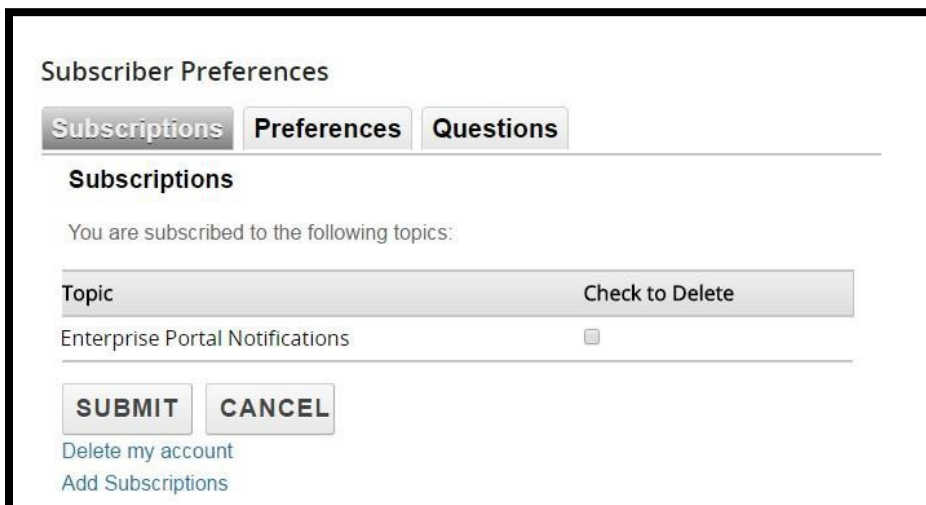 Subscriber Preferences
Subscriptions Preferences Questions
Subscriptions
You are subscribed to the following topics:
Topic Check to Delete
Enterprise Portal Notifications
SUBMIT CANCEL
Delete my account
Add Subscriptions